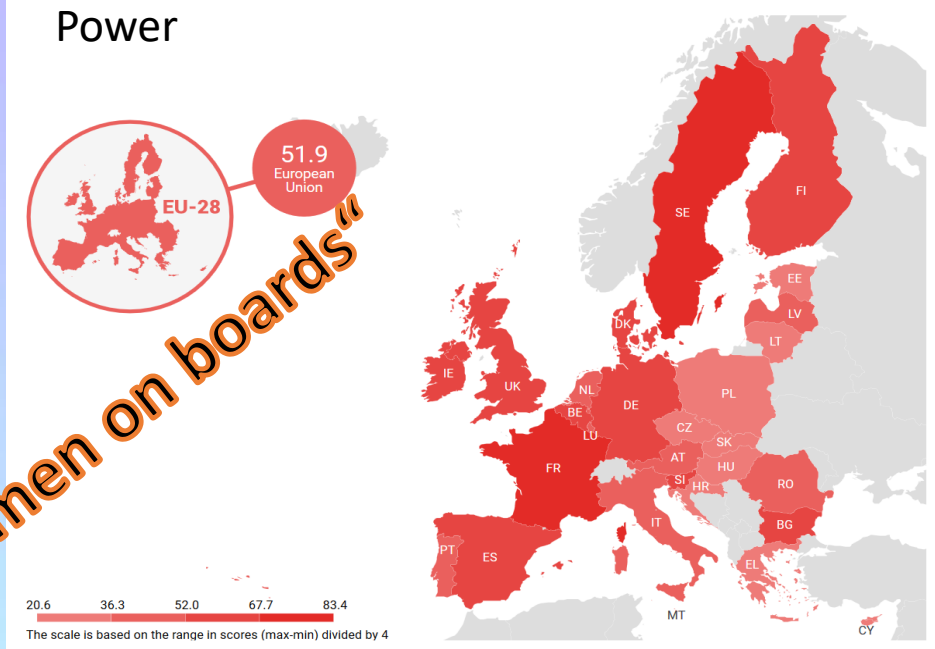 Power
51.9
European
Union
EU-28
men on boards“
SE
FI
EE
LV
LT
DK
IE
UK
NL
BE
LU
DE
PL
CZ
SK
AT
HU
FR
SI
HR
RO
IT
BG
PT
ES
EL
MT
CY
20.6 36.3 52.0 67.7 83.4
The scale is based on the range in scores (max-min) divided by 4